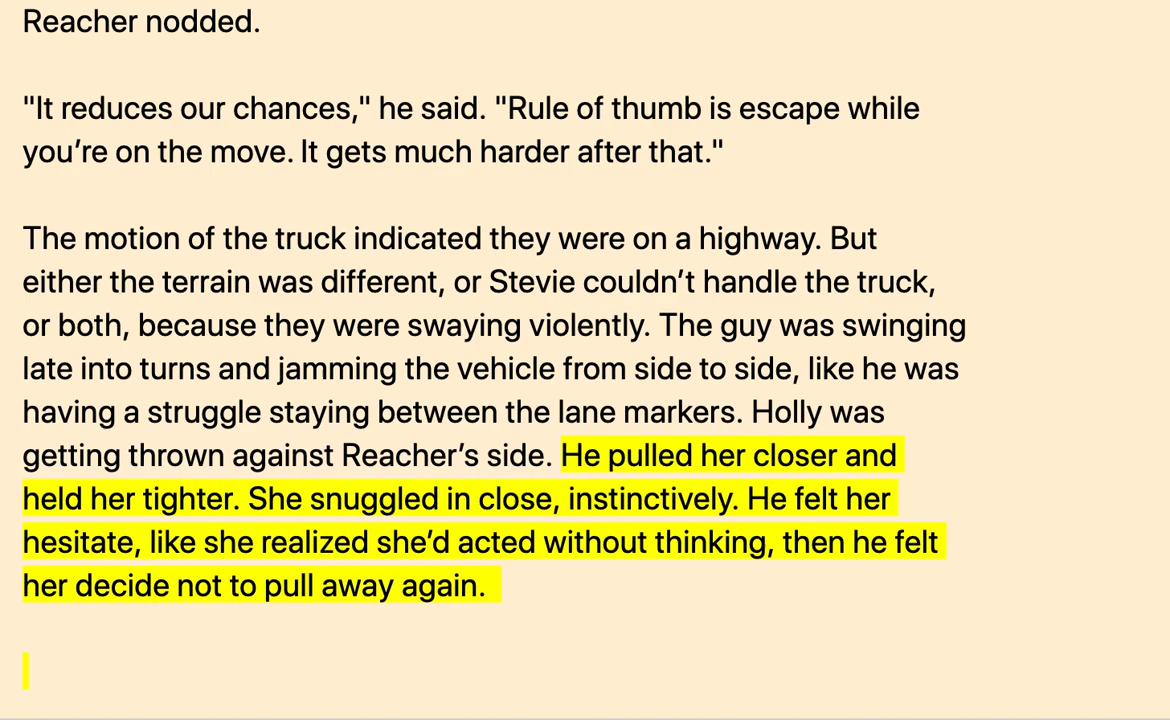 Reacher nodded.
"It reduces our chances," he said. "Rule of thumb is escape while
you’re on the move. It gets much harder after that."
The motion of the truck indicated they were on a highway. But
either the terrain was different, or Stevie couldn’t handle the truck,
or both, because they were swaying violently. The guy was swinging
late into turns and jamming the vehicle from side to side, like he was
having a struggle staying between the lane markers. Holly was
getting thrown against Reacher’s side. He pulled her closer and
held her tighter. She snuggled in close, instinctively. He felt her
hesitate, like she realized she’d acted without thinking, then he felt
her decide not to pull away again.